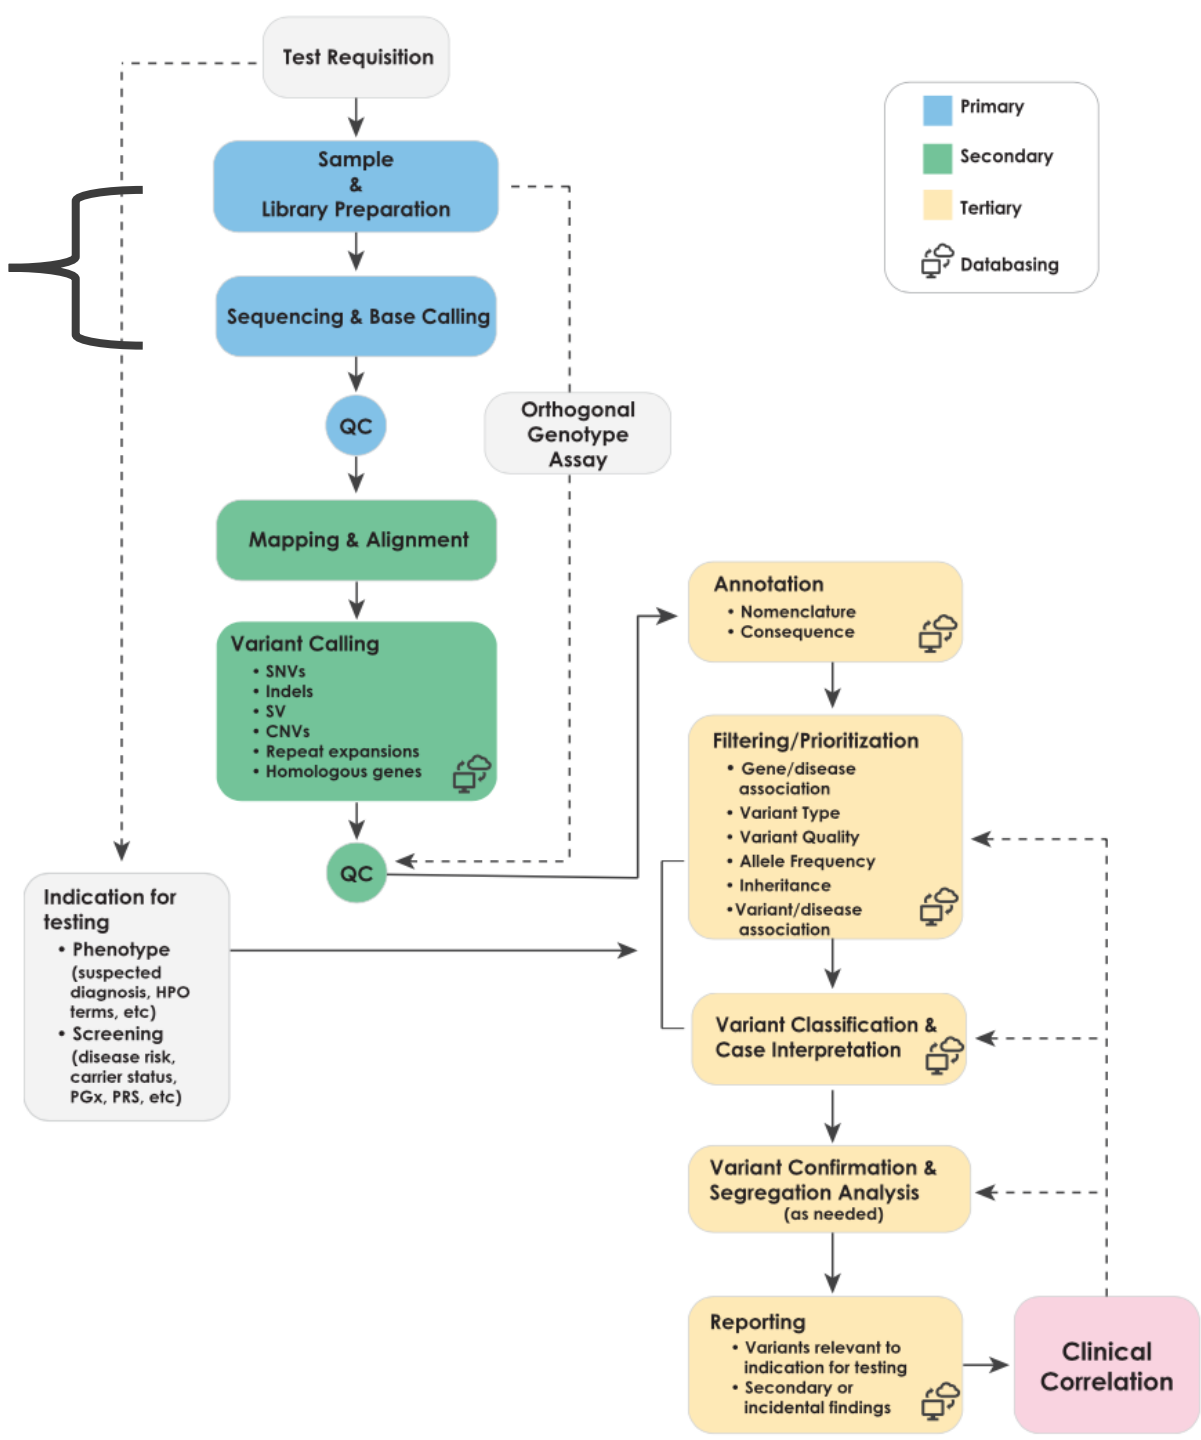 Test Requisition
Primary
Secondary
Tertiary
Databasing
Sample
&
Library Preparation
Sequencing & Base Calling
QC
Orthogonal
Genotype
Assay
Mapping & Alignment
Variant Calling
• SNVs
• Indels
• SV
• CNVs
• Repeat expansions
• Homologous genes
QC
Indication for
testing
• Phenotype
(suspected
diagnosis, HPO
terms, etc)
• Screening
(disease risk,
carrier status,
PGx, PRS, etc)
Annotation
• Nomenclature
• Consequence
Filtering/Prioritization
• Gene/disease
association
• Variant Type
• Variant Quality
• Allele Frequency
• Inheritance
•Variant/disease
association
Variant Classification &
Case Interpretation
Variant Confirmation &
Segregation Analysis
(as needed)
Reporting
• Variants relevant to
indication for testing
• Secondary or
incidental findings
Clinical
Correlation